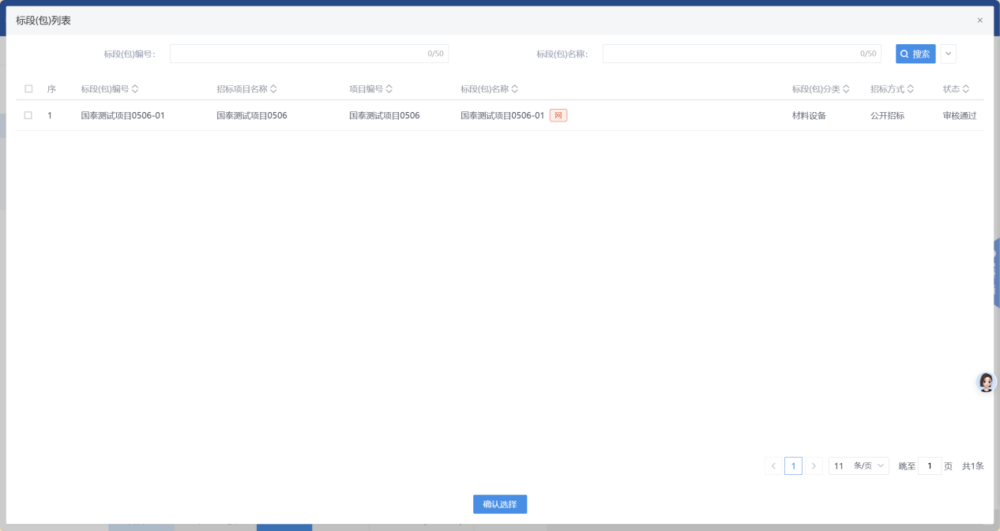 标段(包)列表
标段(包)编号： 0/50 标段(包)名称： 0/50 搜索
序 标段(包)编号 招标项目名称 项目编号 标段(包)名称 标段(包)分类 招标方式 状态
1 国泰测试项目0506-01 国泰测试项目0506 国泰测试项目0506 国泰测试项目0506-01 网 材料设备 公开招标 审核通过
1 11 条/页 跳至 1 页 共1条
确认选择